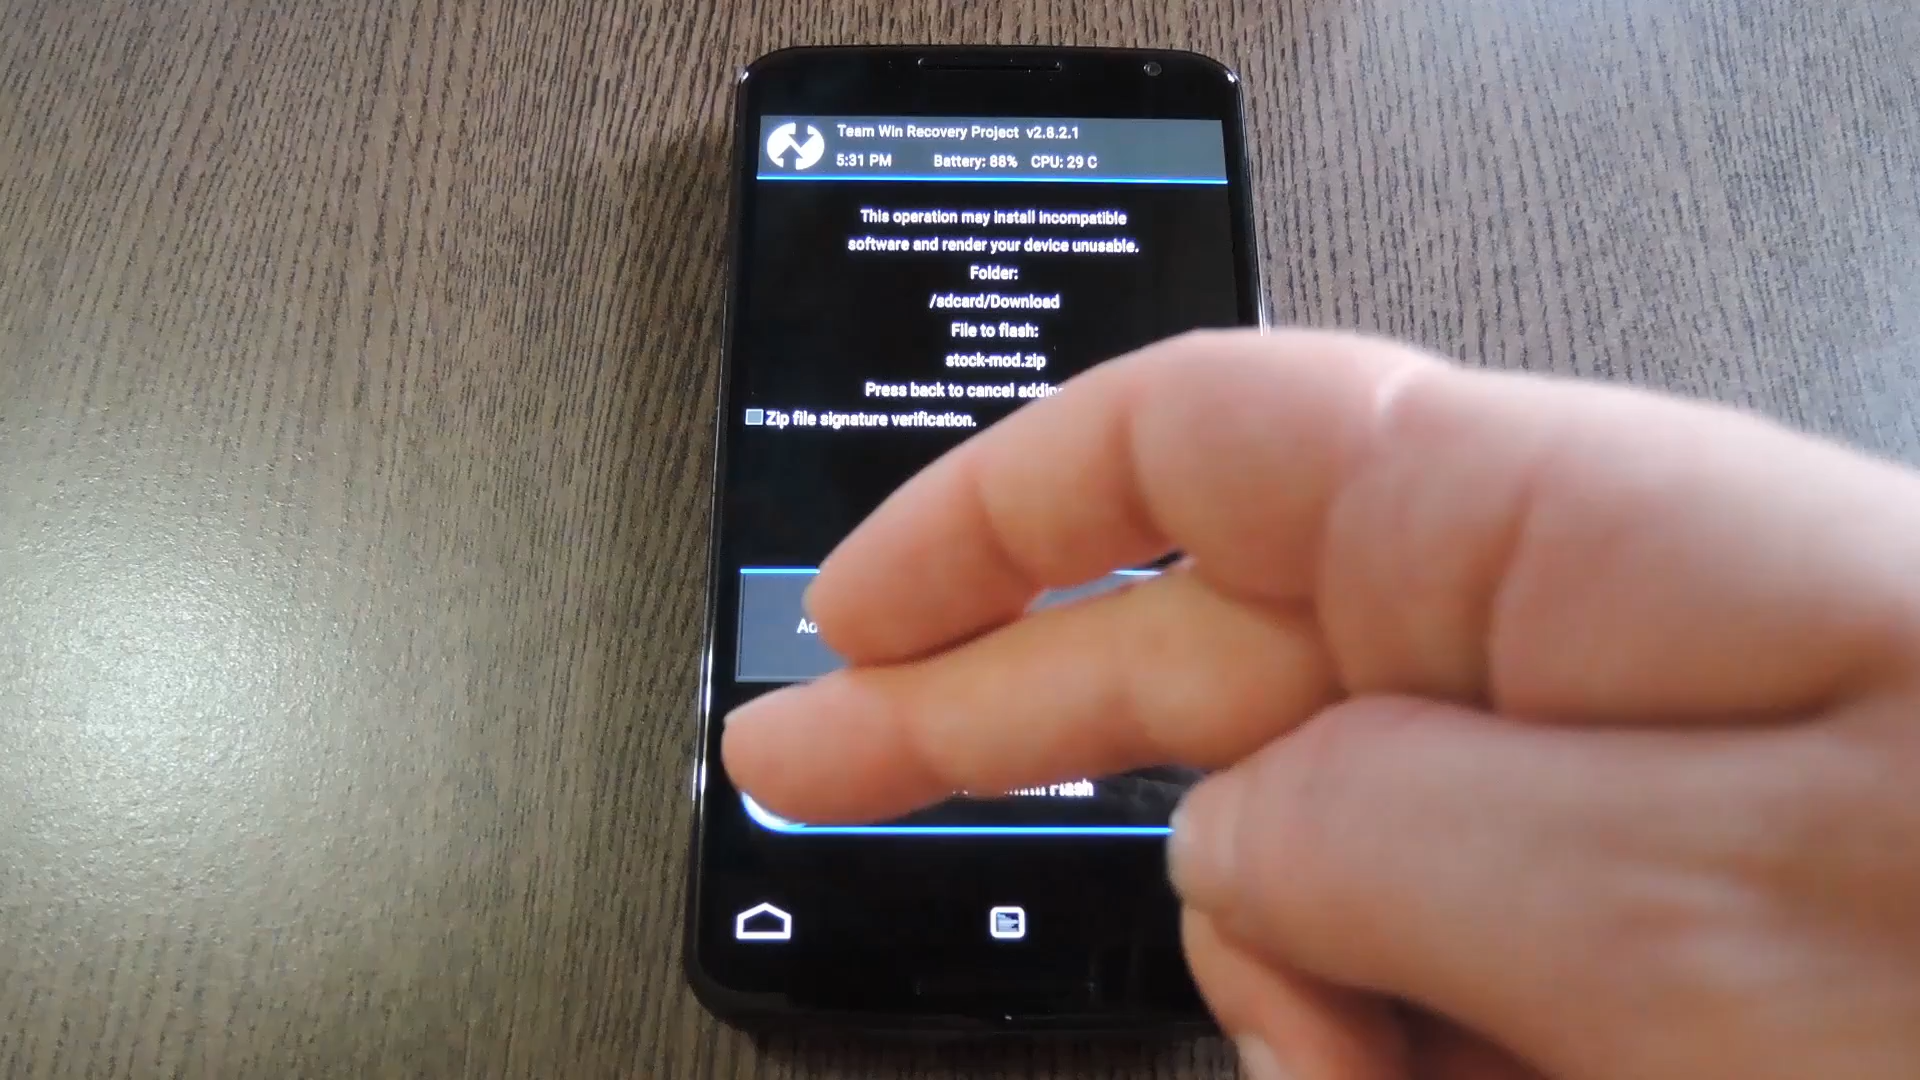 Team Win Recovery Project v2.8.2.1
5:31 PM Battery: 88% CPU: 29 C
This operation may install incompatible
software and render your device unusable.
Folder:
/sdcard/Download
File to flash:
stock-mod.zip
Press back to cancel
Zip file signature verification.
Flash